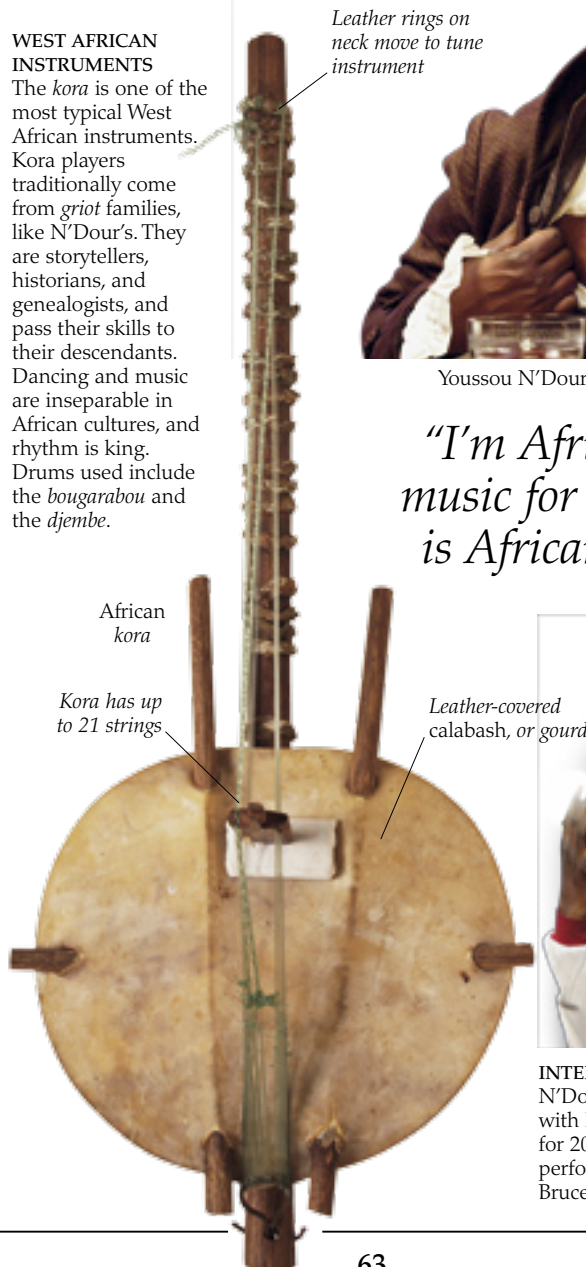 WEST AFRICAN
INSTRUMENTS
The kora is one of the
most typical West
African instruments.
Kora players
traditionally come
from griot families,
like N’Dour’s. They
are storytellers,
historians, and
genealogists, and
pass their skills to
their descendants.
Dancing and music
are inseparable in
African cultures, and
rhythm is king.
Drums used include
the bougarabou and
the djembe.
Leather rings on
neck move to tune
instrument
Youssou N’Dour
“I’m Afri
music for
is Africa
African
kora
Kora has up
to 21 strings
Leather-covered
calabash, or gourd
INTE
N’Do
with
for 20
perfo
Bruce
63